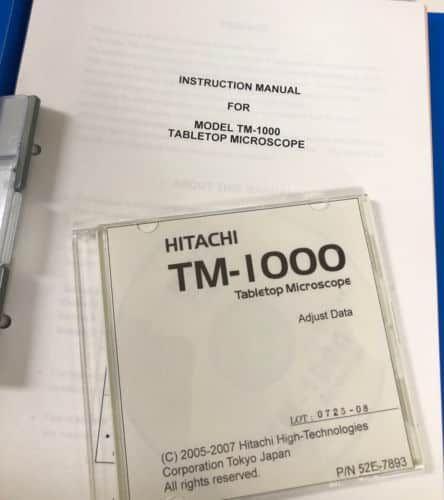 INSTRUCTION MANUAL
FOR
MODEL TM-1000
TABLETOP MICROSCOPE
HITACHI
TM-1000
Tabletop Microscope
Adjust Data
LOT: 0725-08
(C) 2005-2007 Hitachi High-Technologies
Corporation Tokyo Japan
All rights reserved.
P/N 52E-7893